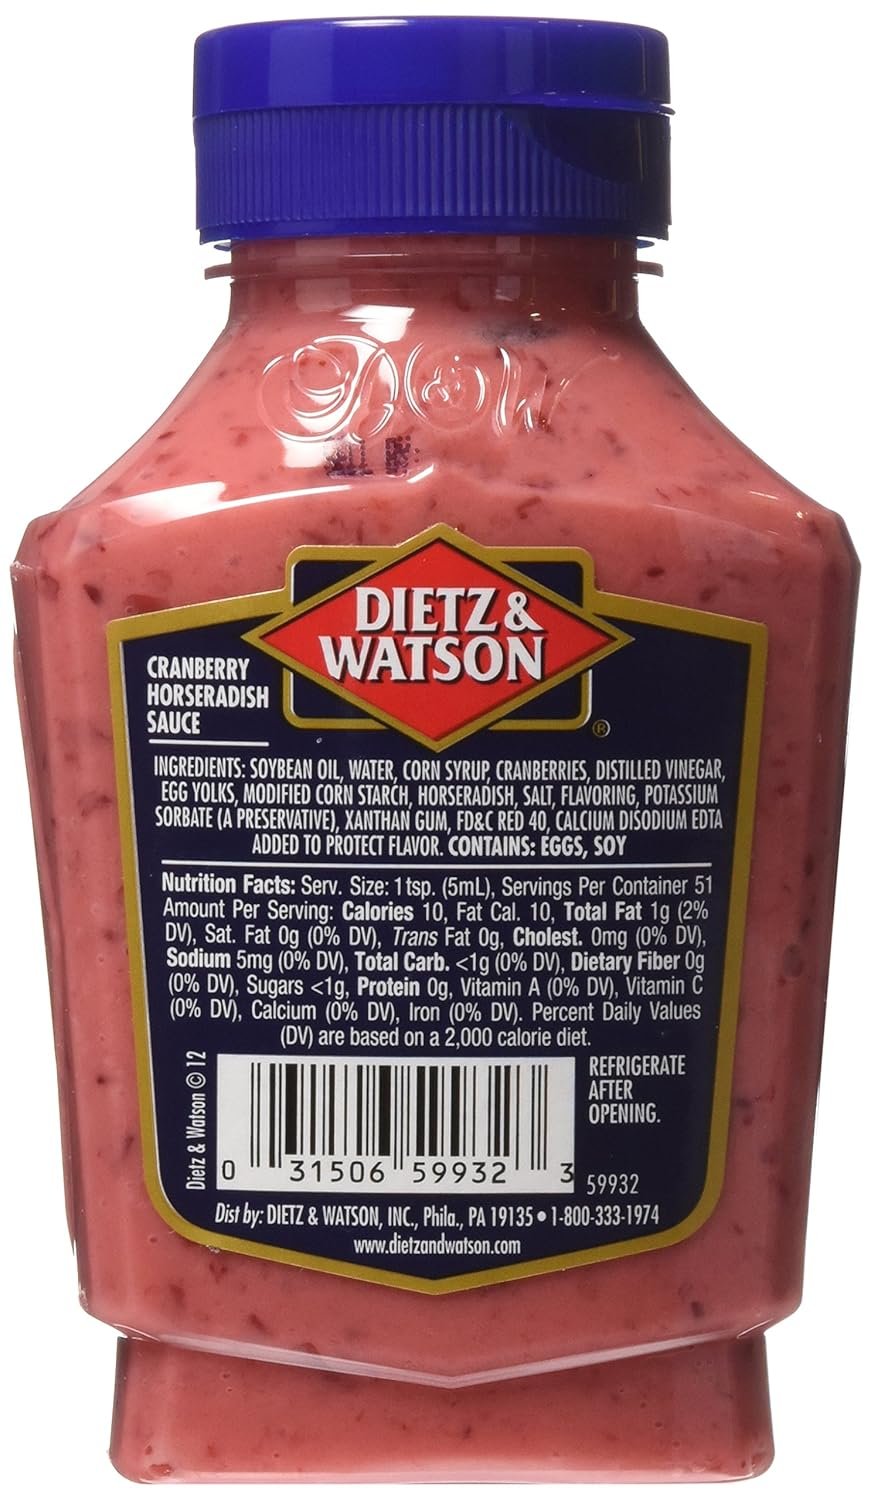 D&W
DIETZ &
WATSON
®
CRANBERRY
HORSERADISH
SAUCE
INGREDIENTS: SOYBEAN OIL, WATER, CORN SYRUP, CRANBERRIES, DISTILLED VINEGAR,
EGG YOLKS, MODIFIED CORN STARCH, HORSERADISH, SALT, FLAVORING, POTASSIUM
SORBATE (A PRESERVATIVE), XANTHAN GUM, FD&C RED 40, CALCIUM DISODIUM EDTA
ADDED TO PROTECT FLAVOR. CONTAINS: EGGS, SOY
Nutrition Facts: Serv. Size: 1 tsp. (5mL), Servings Per Container 51
Amount Per Serving: Calories 10, Fat Cal. 10, Total Fat 1g (2%
DV), Sat. Fat 0g (0% DV), Trans Fat 0g, Cholest. 0mg (0% DV),
Sodium 5mg (0% DV), Total Carb. <1g (0% DV), Dietary Fiber 0g
(0% DV), Sugars <1g, Protein 0g, Vitamin A (0% DV), Vitamin C
(0% DV), Calcium (0% DV), Iron (0% DV). Percent Daily Values
(DV) are based on a 2,000 calorie diet.
Dietz & Watson © 12
REFRIGERATE
AFTER
OPENING.
0 31506 59932 3
59932
Dist by: DIETZ & WATSON, INC., Phila., PA 19135 • 1-800-333-1974
www.dietzandwatson.com